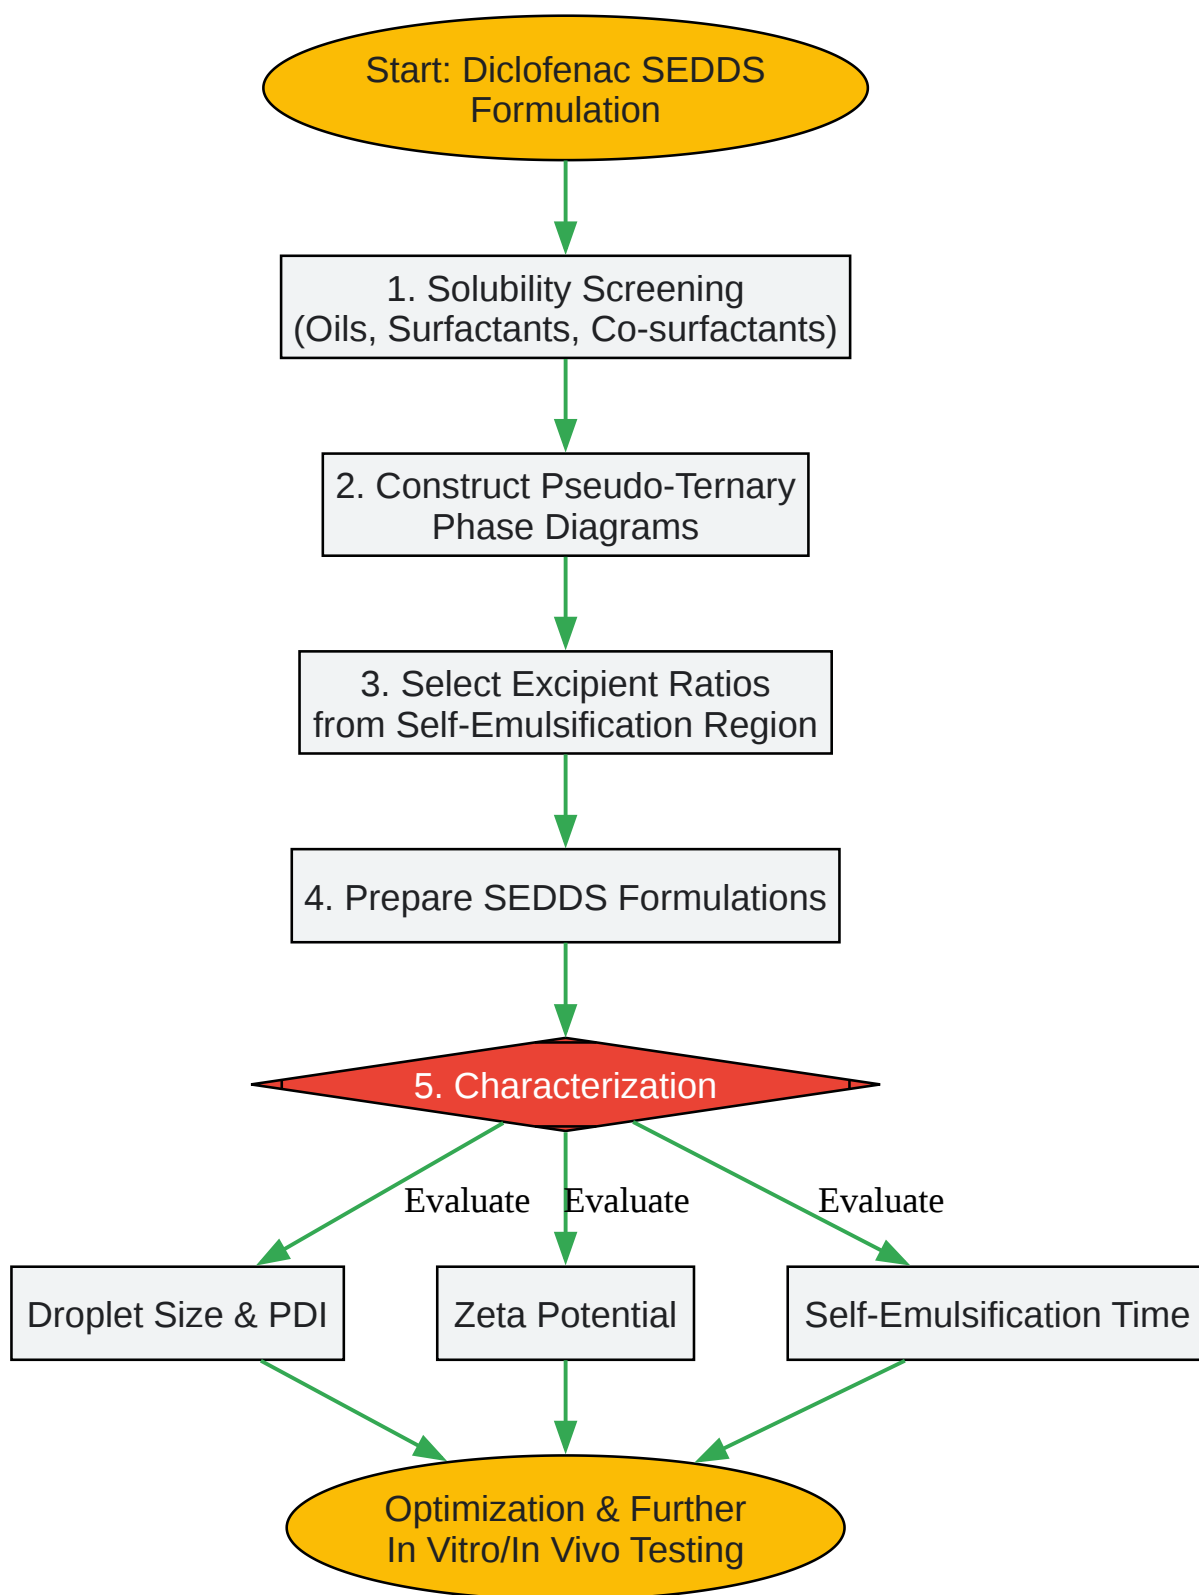 Start: Diclofenac SEDDS
Formulation
1. Solubility Screening
(Oils, Surfactants, Co-surfactants)
2. Construct Pseudo-Ternary
Phase Diagrams
3. Select Excipient Ratios
from Self-Emulsification Region
4. Prepare SEDDS Formulations
5. Characterization
Evaluate
Evaluate
Evaluate
Droplet Size & PDI
Zeta Potential
Self-Emulsification Time
Optimization & Further
In Vitro/In Vivo Testing